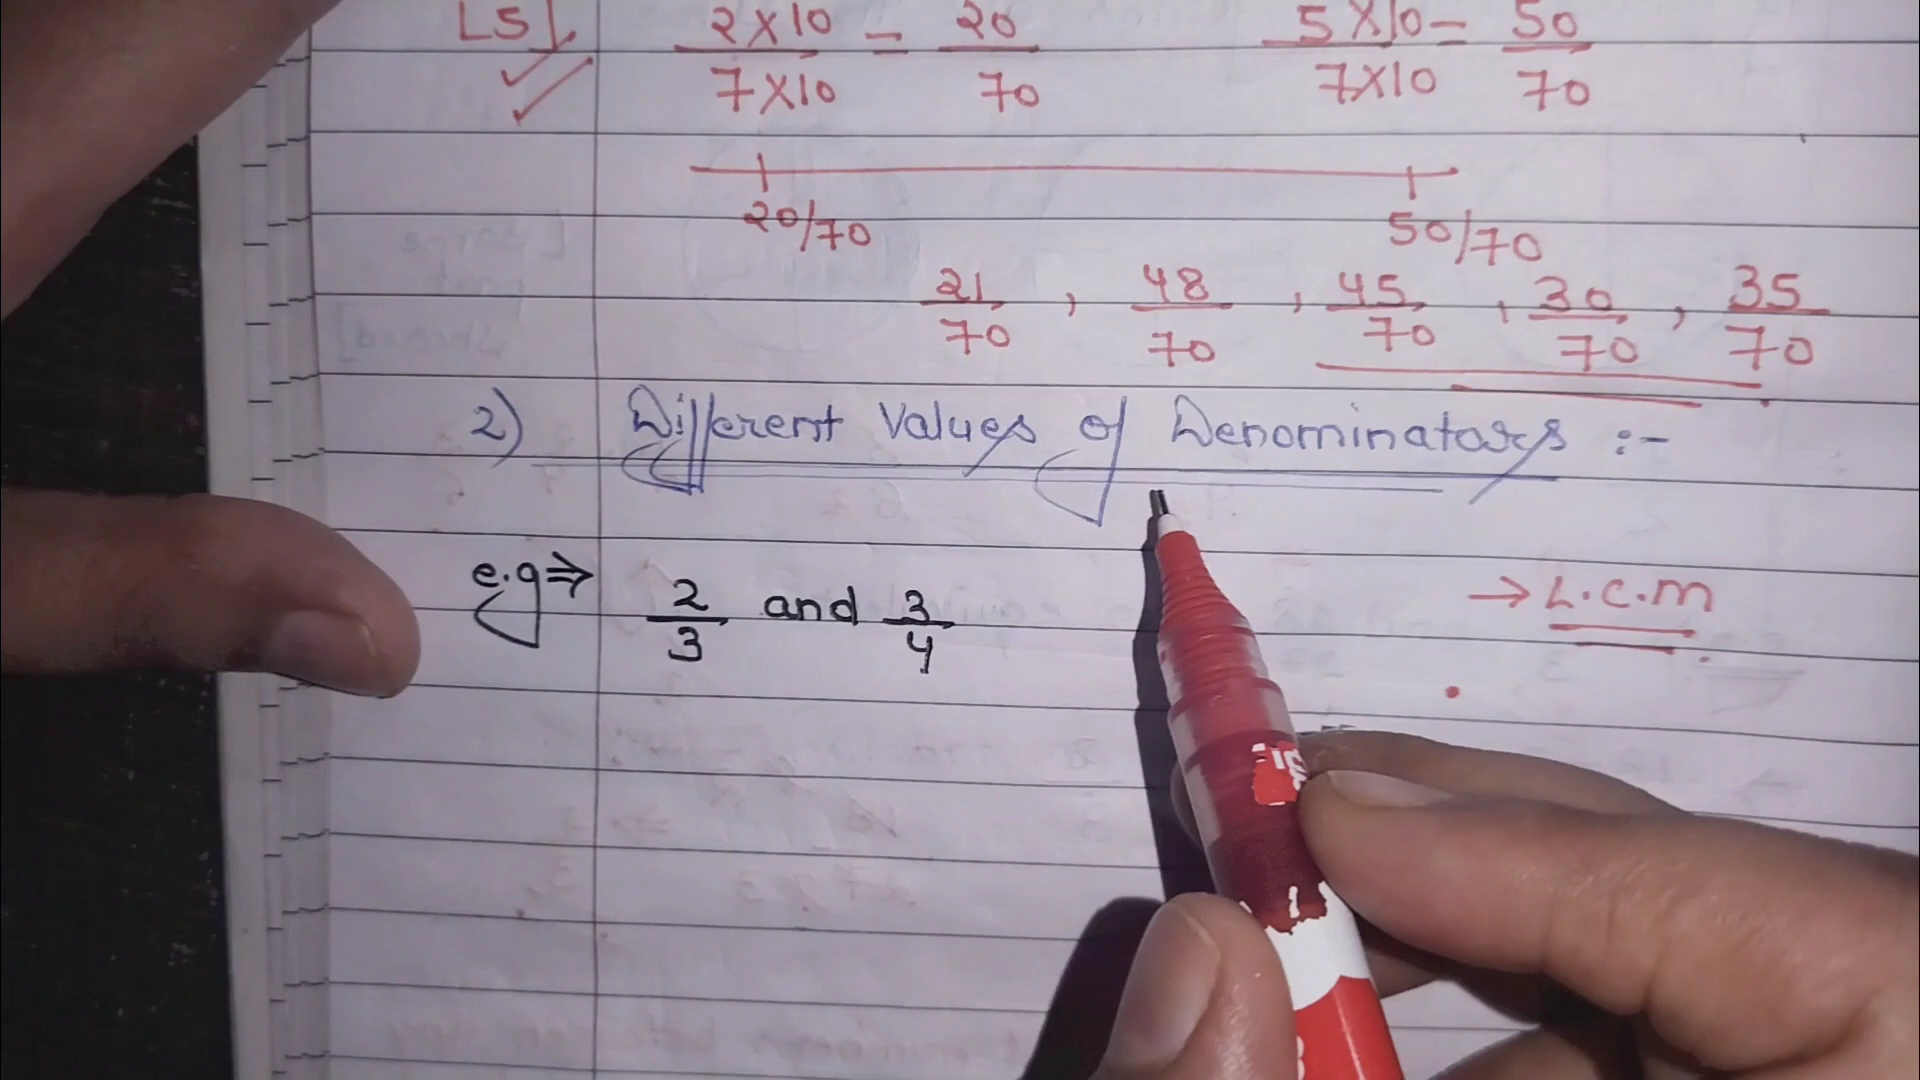 [5].
2×10 = 20   5×10 = 50
7×10   70   7×10   70
20/70   50/70
21 , 48 , 45 , 30 , 35
70   70   70   70   70
2) Different Values of Denominators :-
e.g ⇒ 2 and 3 → L.C.M
3   4